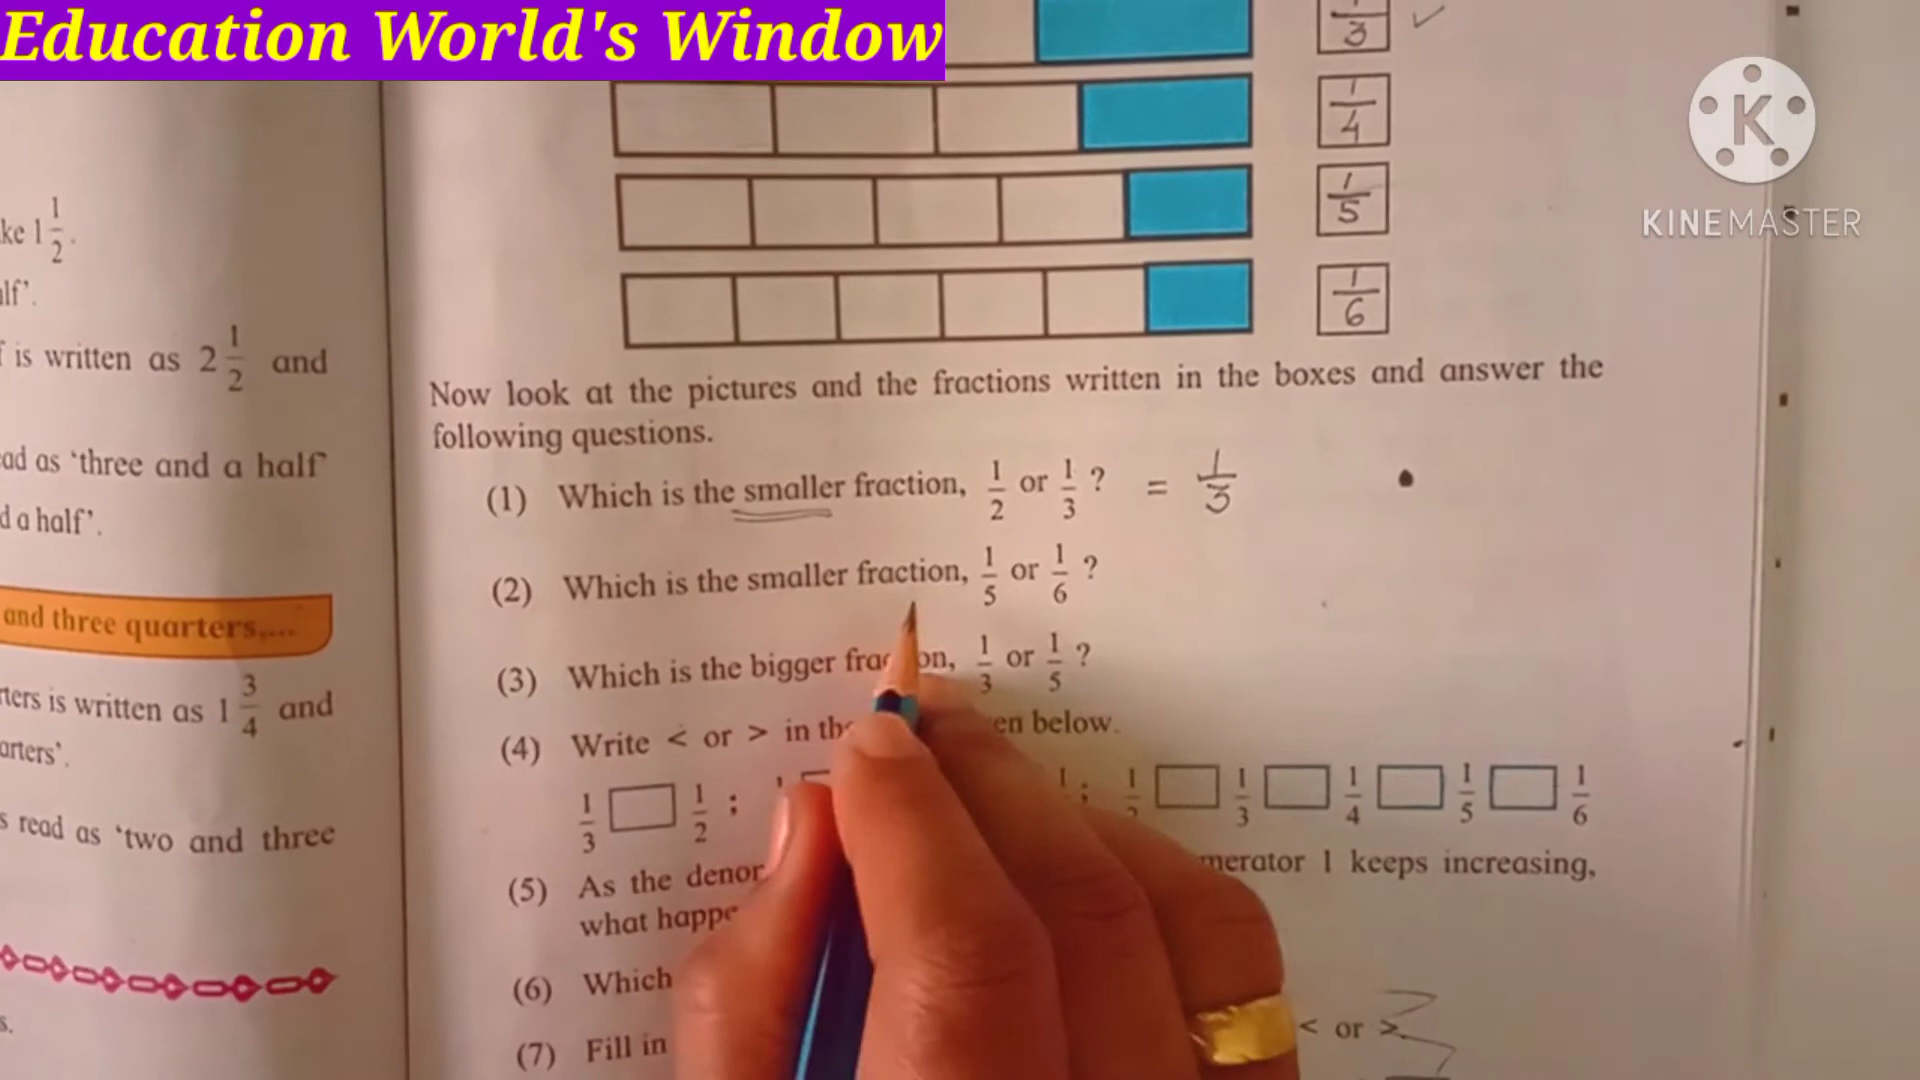 Education World's Window
K
KINEMASTER
1/3 ✓
1/4
1/5
1/6
ke 1 1/2.
lf'.
is written as 2 1/2 and
ad as 'three and a half'
d a half'.
and three quarters....
ters is written as 1 3/4 and
arters'.
s read as 'two and three
s.
Now look at the pictures and the fractions written in the boxes and answer the
following questions.
(1) Which is the smaller fraction, 1/2 or 1/3 ? = 1/3
(2) Which is the smaller fraction, 1/5 or 1/6 ?
(3) Which is the bigger fraction, 1/3 or 1/5 ?
(4) Write < or > in the en below.
1/3 □ 1/2 ; ; □ 1/3 □ 1/4 □ 1/5 □ 1/6
(5) As the denom merator 1 keeps increasing,
what happe
(6) Which
(7) Fill in < or >